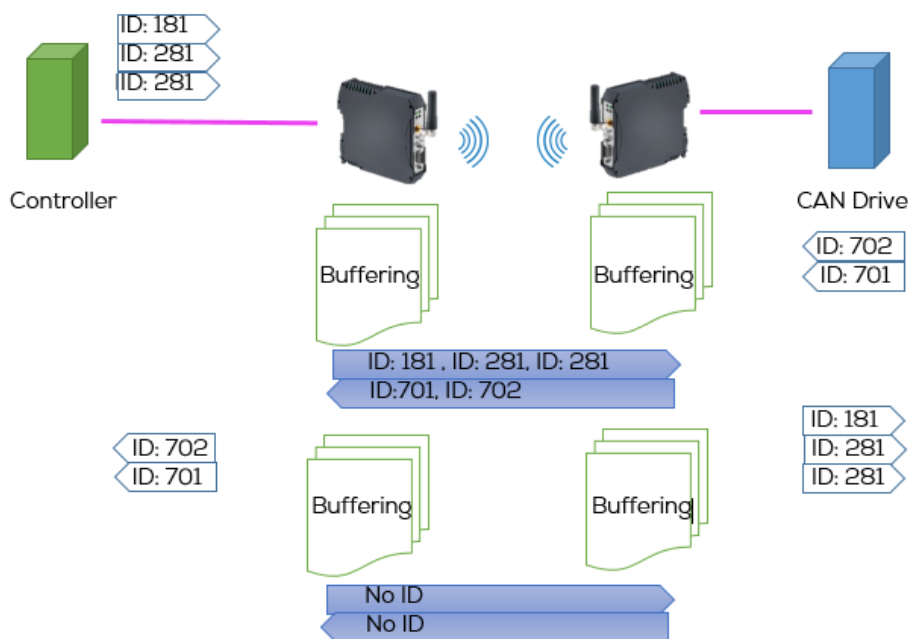 ID: 181
ID: 281
ID: 281
Controller
CAN Drive
ID: 702
ID: 701
Buffering
Buffering
ID: 181 , ID: 281, ID: 281
ID:701, ID: 702
ID: 702
ID: 701
ID: 181
ID: 281
ID: 281
Buffering
Buffering
No ID
No ID